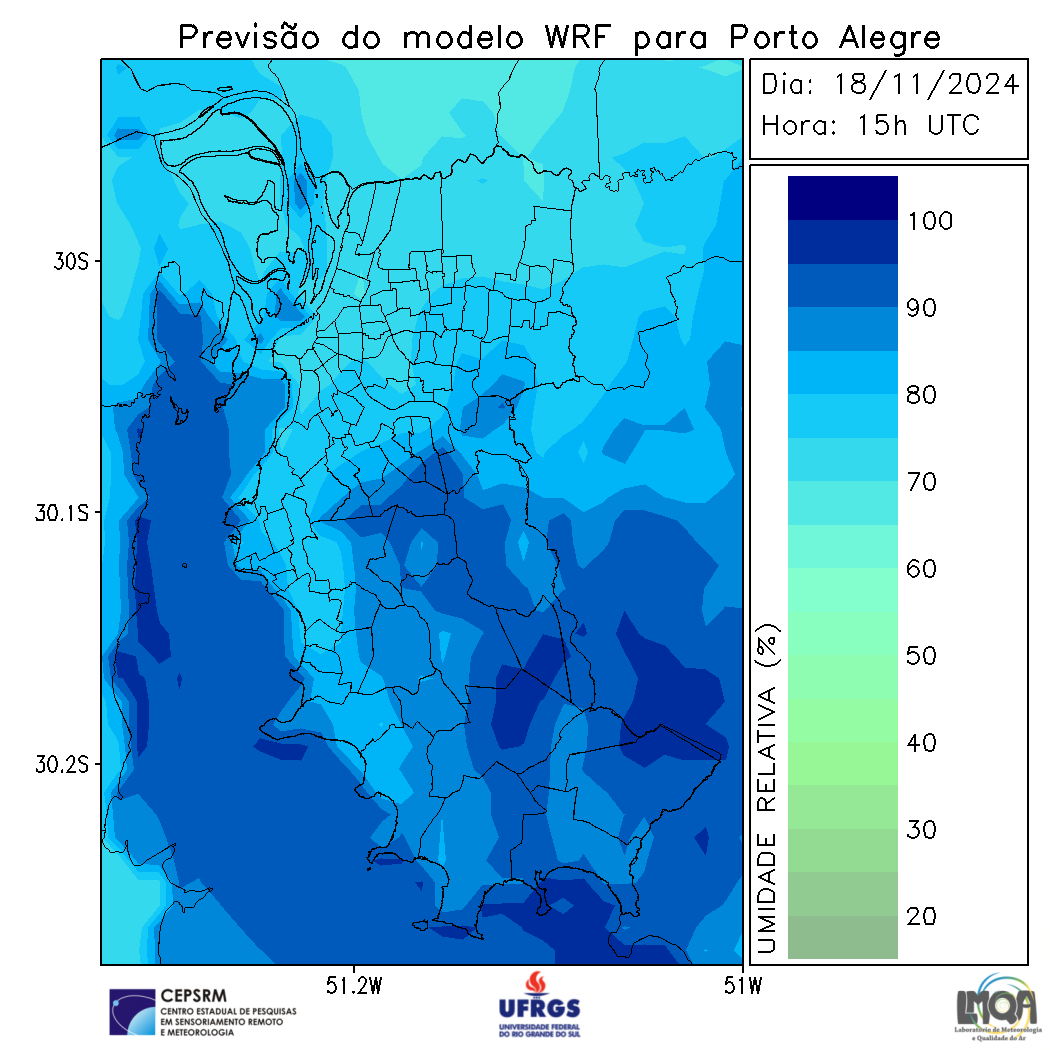 Previsão do modelo WRF para Porto Alegre
Dia: 18/11/2024
Hora: 15h UTC
100
90
80
70
60
50
40
30
20
UMIDADE RELATIVA (%)
30S
30.1S
30.2S
51.2W
51W
CEPSRM
CENTRO ESTADUAL DE PESQUISAS
EM SENSORIAMENTO REMOTO
E METEOROLOGIA
UFRGS
UNIVERSIDADE FEDERAL
DO RIO GRANDE DO SUL
LMQA
Laboratório de Meteorologia
e Qualidade do Ar